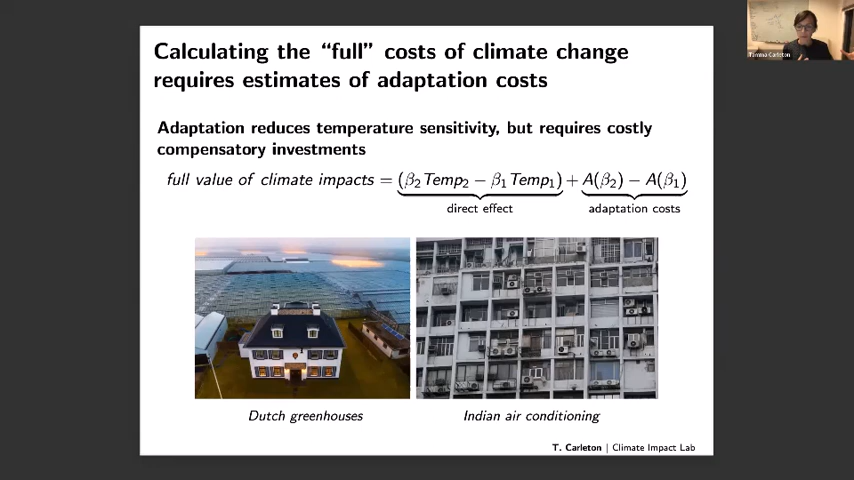 Calculating the “full” costs of climate change
requires estimates of adaptation costs
Adaptation reduces temperature sensitivity, but requires costly
compensatory investments
full value of climate impacts = (β₂ Temp₂ − β₁ Temp₁) + A(β₂) − A(β₁)
direct effect
adaptation costs
Dutch greenhouses
Indian air conditioning
T. Carleton | Climate Impact Lab
Tamma Carleton